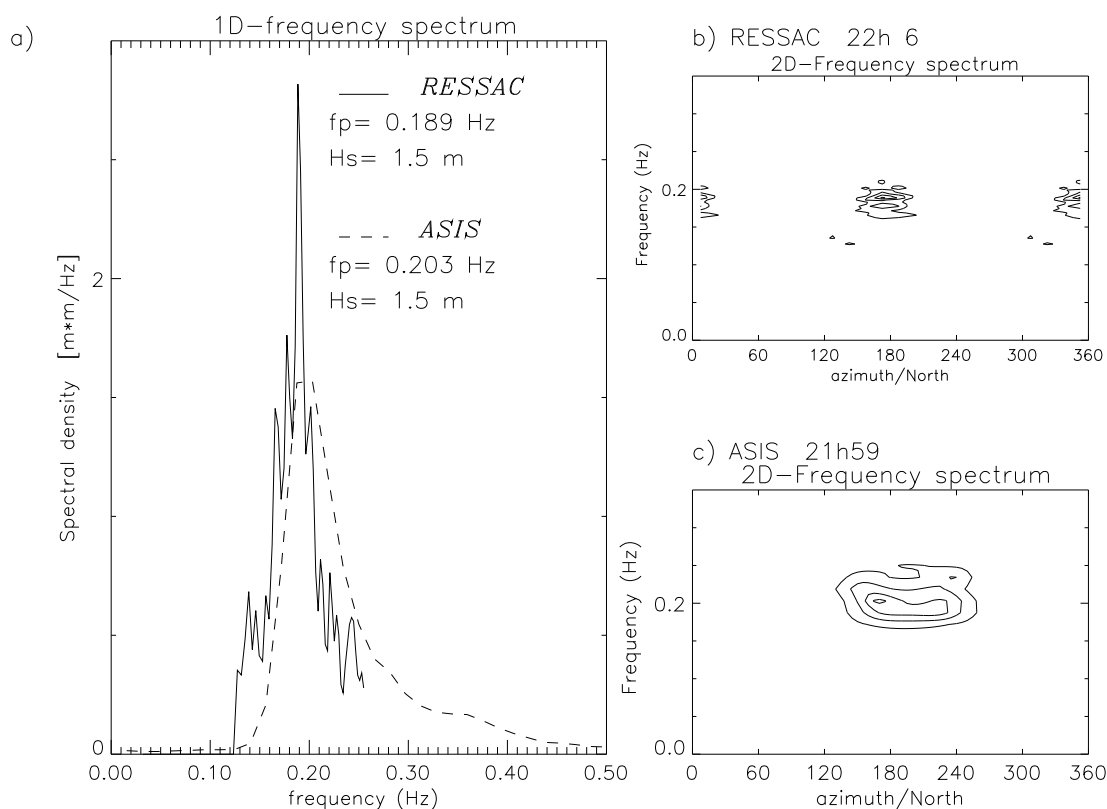 a)
1D-frequency spectrum
RESSAC
fp= 0.189 Hz
Hs= 1.5 m
ASIS
fp= 0.203 Hz
Hs= 1.5 m
Spectral density [m*m/Hz]
2
0
0.00 0.10 0.20 0.30 0.40 0.50
frequency (Hz)
b) RESSAC 22h 6
2D-Frequency spectrum
Frequency (Hz)
0.2
0.0
0 60 120 180 240 300 360
azimuth/North
c) ASIS 21h59
2D-Frequency spectrum
Frequency (Hz)
0.2
0.0
0 60 120 180 240 300 360
azimuth/North